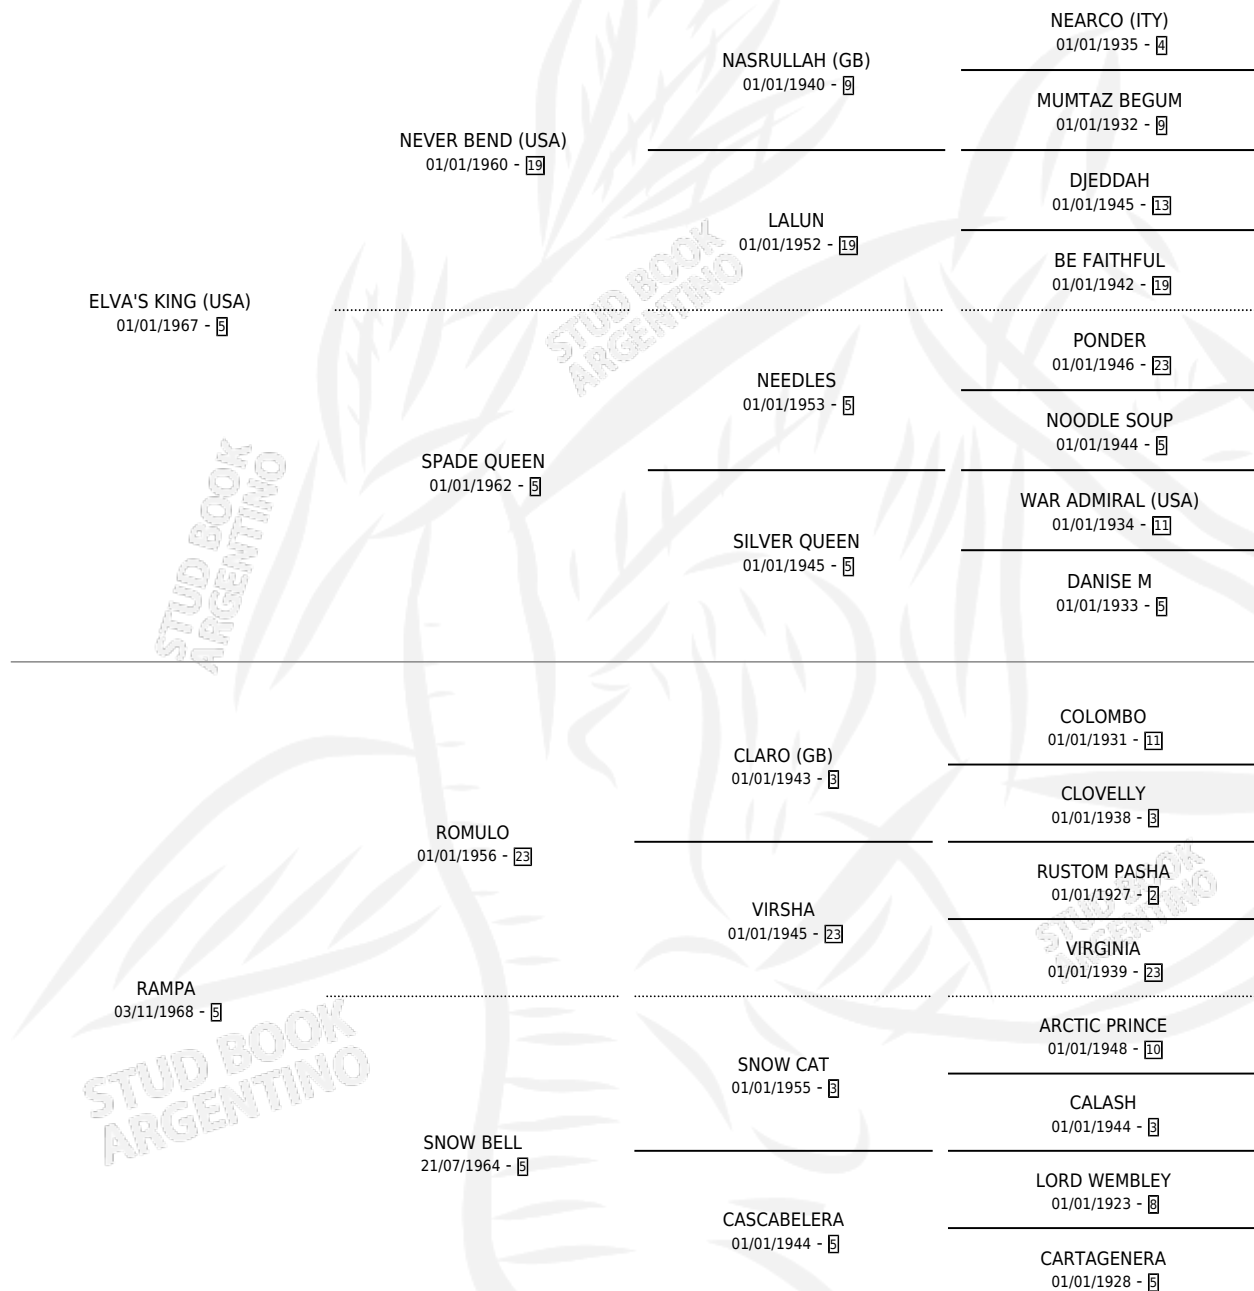 NEARCO (ITY)
01/01/1935 - 4
NASRULLAH (GB)
01/01/1940 - 9
MUMTAZ BEGUM
01/01/1932 - 9
NEVER BEND (USA)
01/01/1960 - 19
DJEDDAH
01/01/1945 - 13
LALUN
01/01/1952 - 19
BE FAITHFUL
01/01/1942 - 19
ELVA'S KING (USA)
01/01/1967 - 5
PONDER
01/01/1946 - 23
NEEDLES
01/01/1953 - 5
NOODLE SOUP
01/01/1944 - 5
SPADE QUEEN
01/01/1962 - 5
WAR ADMIRAL (USA)
01/01/1934 - 11
SILVER QUEEN
01/01/1945 - 5
DANISE M
01/01/1933 - 5
COLOMBO
01/01/1931 - 11
CLARO (GB)
01/01/1943 - 3
CLOVELLY
01/01/1938 - 3
ROMULO
01/01/1956 - 23
RUSTOM PASHA
01/01/1927 - 2
VIRSHA
01/01/1945 - 23
VIRGINIA
01/01/1939 - 23
RAMPA
03/11/1968 - 5
ARCTIC PRINCE
01/01/1948 - 10
SNOW CAT
01/01/1955 - 3
CALASH
01/01/1944 - 3
SNOW BELL
21/07/1964 - 5
LORD WEMBLEY
01/01/1923 - 8
CASCABELERA
01/01/1944 - 5
CARTAGENERA
01/01/1928 - 5
STUD BOOK
ARGENTINO
STUD BOOK
ARGENTINO
STUD BOOK
ARGENTINO
STUD BOOK
ARGENTINO